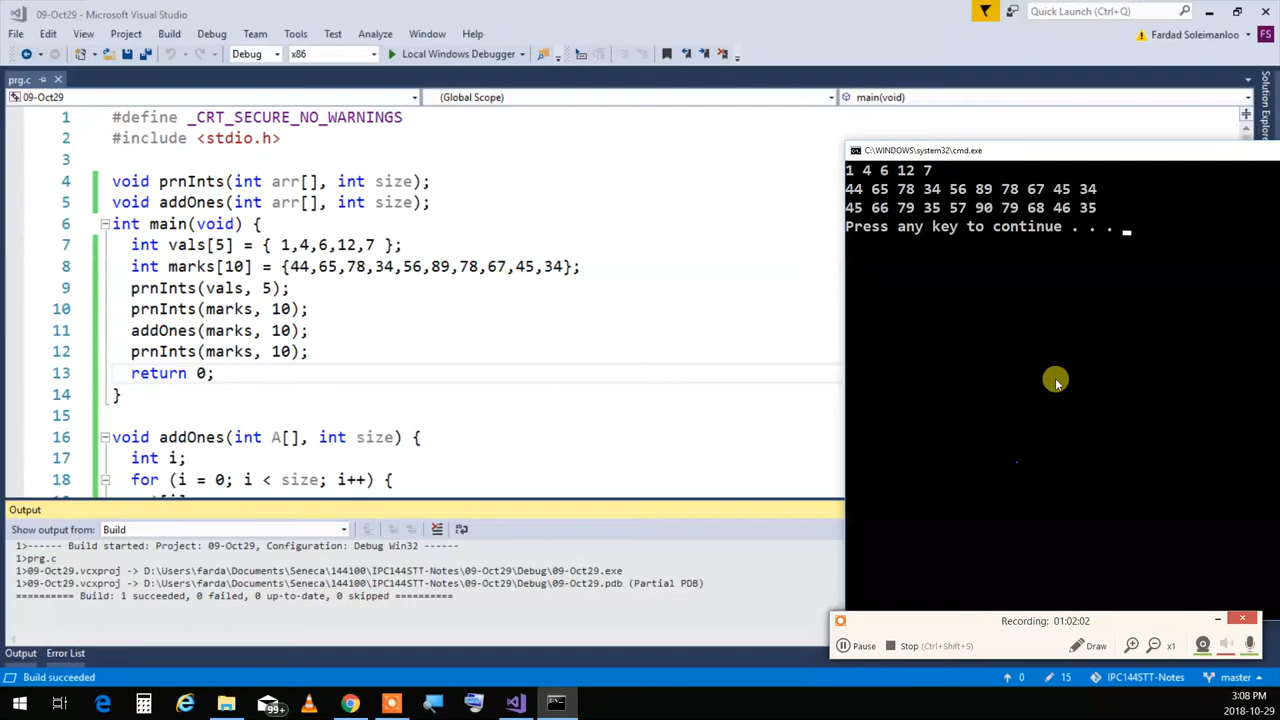 09-Oct29 - Microsoft Visual Studio
Quick Launch (Ctrl+Q)
File Edit View Project Build Debug Team Tools Test Analyze Window Help
Fardad Soleimanloo FS
Debug x86 Local Windows Debugger
prg.c
09-Oct29 (Global Scope) main(void)
Solution Explorer
1 #define _CRT_SECURE_NO_WARNINGS
2 #include <stdio.h>
3
4 void prnInts(int arr[], int size);
5 void addOnes(int arr[], int size);
6 int main(void) {
7 int vals[5] = { 1,4,6,12,7 };
8 int marks[10] = {44,65,78,34,56,89,78,67,45,34};
9 prnInts(vals, 5);
10 prnInts(marks, 10);
11 addOnes(marks, 10);
12 prnInts(marks, 10);
13 return 0;
14 }
15
16 void addOnes(int A[], int size) {
17 int i;
18 for (i = 0; i < size; i++) {
C:\WINDOWS\system32\cmd.exe
1 4 6 12 7
44 65 78 34 56 89 78 67 45 34
45 66 79 35 57 90 79 68 46 35
Press any key to continue . . .
Output
Show output from: Build
1>------ Build started: Project: 09-Oct29, Configuration: Debug Win32 ------
1>prg.c
1>09-Oct29.vcxproj -> D:\Users\farda\Documents\Seneca\144100\IPC144STT-Notes\09-Oct29\Debug\09-Oct29.exe
1>09-Oct29.vcxproj -> D:\Users\farda\Documents\Seneca\144100\IPC144STT-Notes\09-Oct29\Debug\09-Oct29.pdb (Partial PDB)
========== Build: 1 succeeded, 0 failed, 0 up-to-date, 0 skipped ==========
Recording: 01:02:02
Pause Stop (Ctrl+Shift+S) Draw x1
Output Error List
Build succeeded 0 15 IPC144STT-Notes master
99+
3:08 PM
2018-10-29